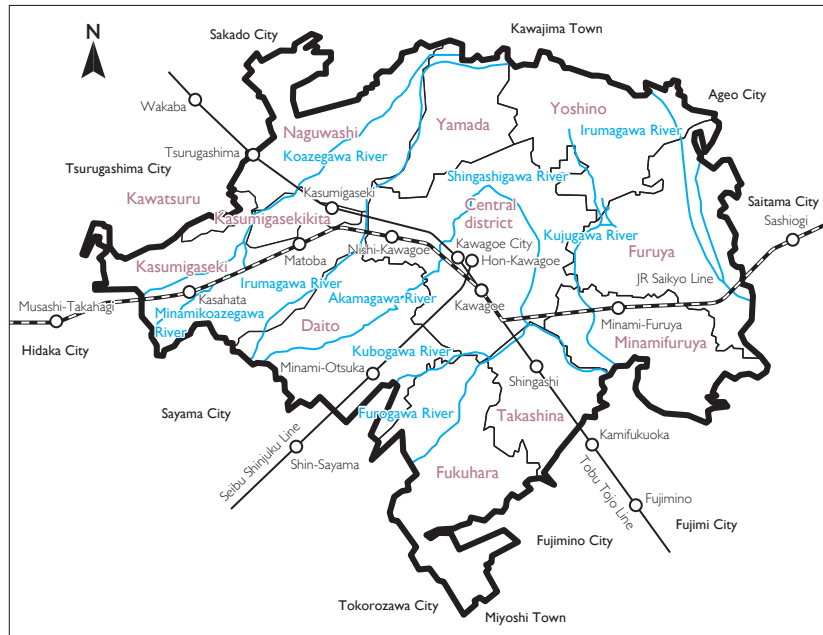 N
Sakado City
Kawajima Town
Ageo City
Wakaba
Naguwashi
Yamada
Yoshino
Irumagawa River
Tsurugashima
Koazegawa River
Tsurugashima City
Shingashigawa River
Kawatsuru
Kasumigaseki
Kasumigasekikita
Central
district
Saitama City
Sashiogi
Kujugawa River
Nishi-Kawagoe
Kawagoe City
Hon-Kawagoe
Furuya
Matoba
Kasumigaseki
Irumagawa River
JR Saikyo Line
Musashi-Takahagi
Kasahata
Akamagawa River
Kawagoe
Minamikoazegawa
River
Daito
Minami-Furuya
Minamifuruya
Hidaka City
Kubogawa River
Minami-Otsuka
Shingashi
Sayama City
Furogawa River
Takashina
Kamifukuoka
Seibu Shinjuku Line
Shin-Sayama
Fukuhara
Tobu Tojo Line
Fujimino
Fujimi City
Fujimino City
Tokorozawa City
Miyoshi Town